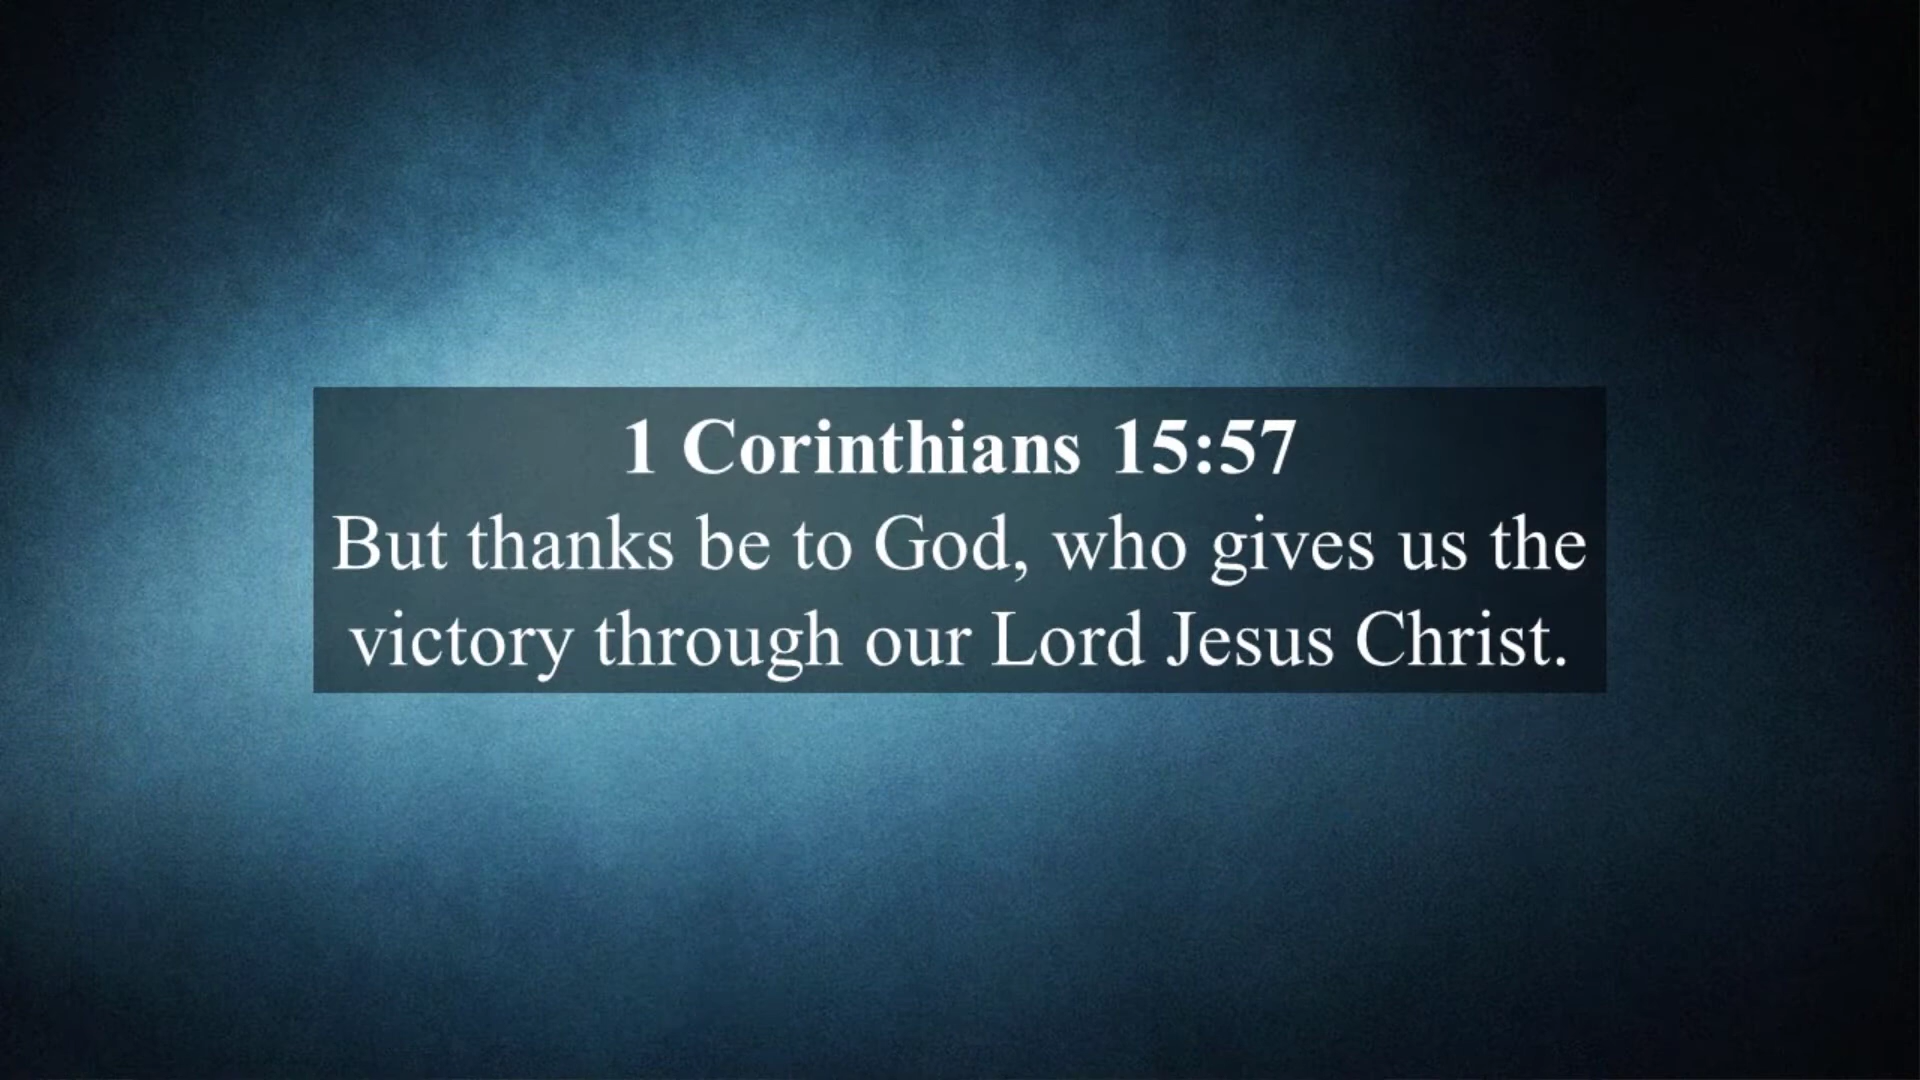 1 Corinthians 15:57
But thanks be to God, who gives us the
victory through our Lord Jesus Christ.